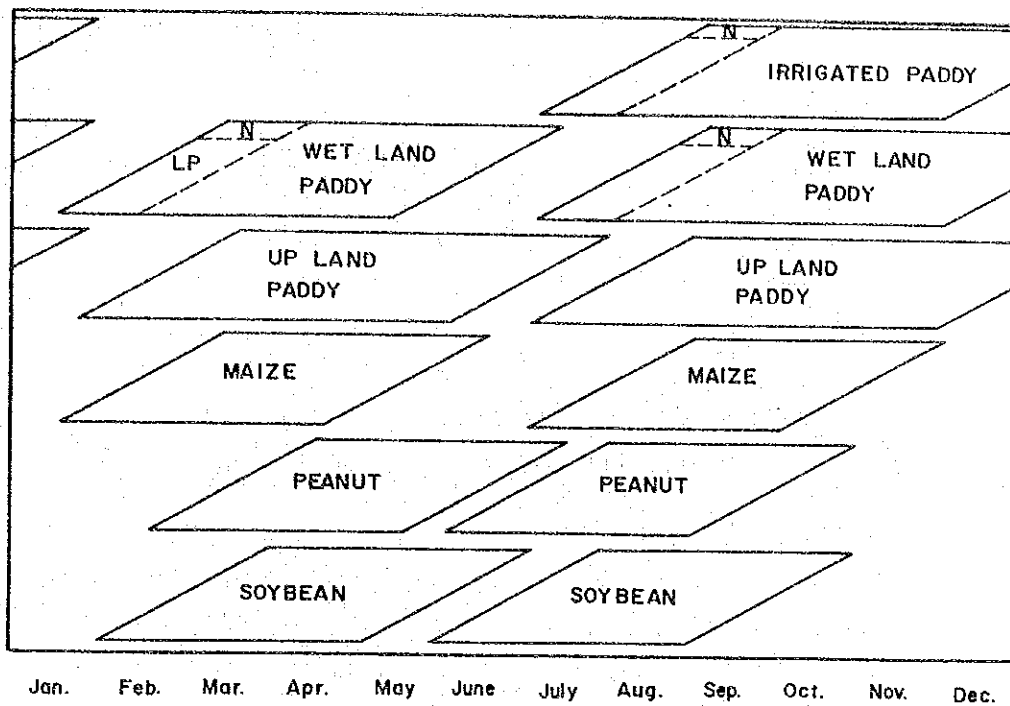 N
IRRIGATED PADDY
N
LP
WET LAND
PADDY
N
WET LAND
PADDY
UP LAND
PADDY
UP LAND
PADDY
MAIZE
MAIZE
PEANUT
PEANUT
SOYBEAN
SOYBEAN
Jan. Feb. Mar. Apr. May June July Aug. Sep. Oct. Nov. Dec.